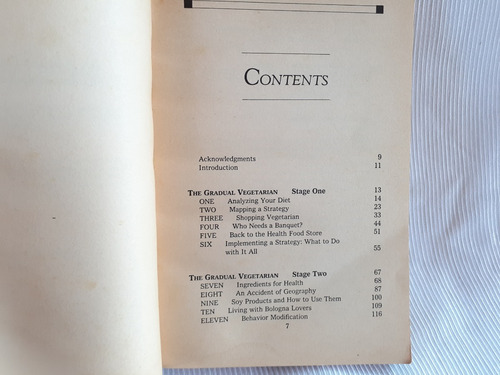 CONTENTS
Acknowledgments 9
Introduction 11
THE GRADUAL VEGETARIAN Stage One 13
ONE Analyzing Your Diet 14
TWO Mapping a Strategy 23
THREE Shopping Vegetarian 33
FOUR Who Needs a Banquet? 44
FIVE Back to the Health Food Store 51
SIX Implementing a Strategy: What to Do
with It All 55
THE GRADUAL VEGETARIAN Stage Two 67
SEVEN Ingredients for Health 68
EIGHT An Accident of Geography 87
NINE Soy Products and How to Use Them 100
TEN Living with Bologna Lovers 109
ELEVEN Behavior Modification 116
7